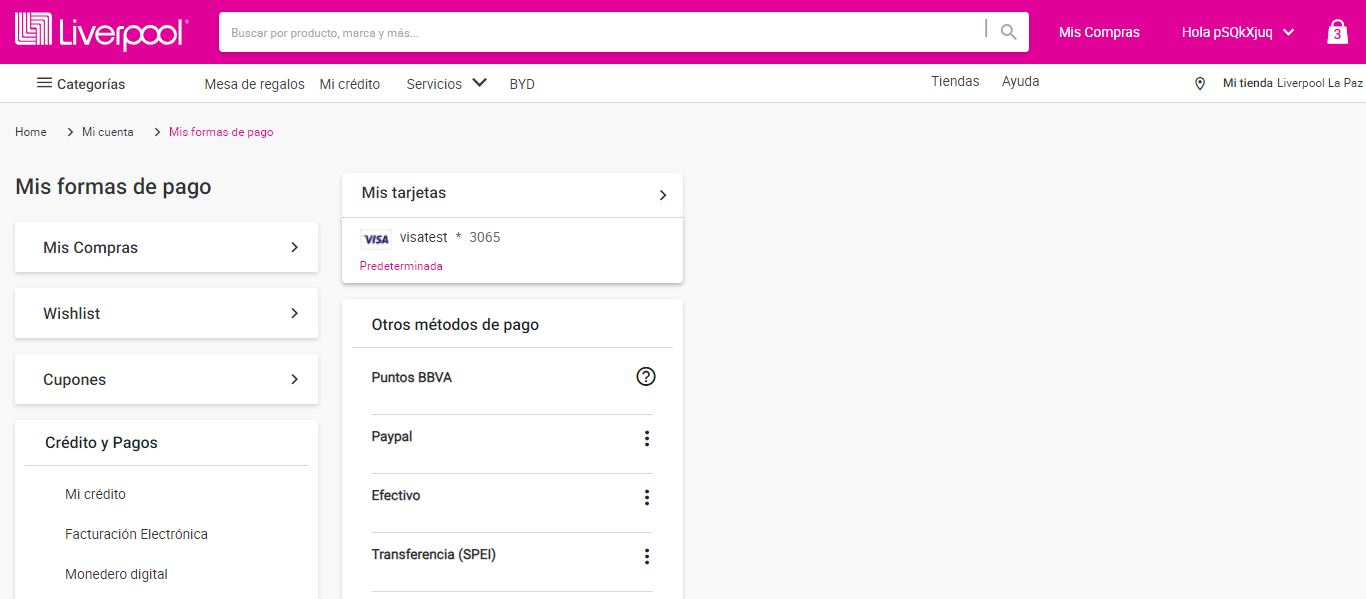 Liverpool
Buscar por producto, marca y más...
Mis Compras
Hola pSQkXjuq
3
Categorías
Mesa de regalos
Mi crédito
Servicios
BYD
Tiendas
Ayuda
Mi tienda Liverpool La Paz
Home > Mi cuenta > Mis formas de pago
Mis formas de pago
Mis Compras
Wishlist
Cupones
Crédito y Pagos
Mi crédito
Facturación Electrónica
Monedero digital
Mis tarjetas
VISA visatest * 3065
Predeterminada
Otros métodos de pago
Puntos BBVA
Paypal
Efectivo
Transferencia (SPEI)